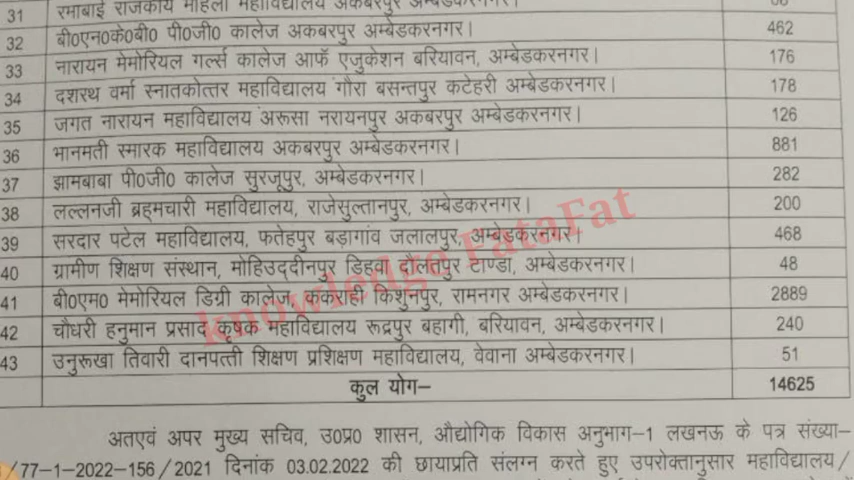 31 रमाबाई राजकीय महिला महाविद्यालय अकबरपुर अम्बेडकरनगर।
32 बी0एन0के0बी0 पी0जी0 कालेज अकबरपुर अम्बेडकरनगर। 462
33 नारायन मेमोरियल गर्ल्स कालेज आफॅ एजुकेशन बरियावन, अम्बेडकरनगर। 176
34 दशरथ वर्मा स्नातकोत्तर महाविद्यालय गौरा बसन्तपुर कटेहरी अम्बेडकरनगर। 178
35 जगत नारायन महाविद्यालय अरूसा नरायनपुर अकबरपुर अम्बेडकरनगर। 126
36 भानमती स्मारक महाविद्यालय अकबरपुर अम्बेडकरनगर। 881
37 झामबाबा पी0जी0 कालेज सुरजूपुर, अम्बेडकरनगर। 282
38 लल्लनजी ब्रह्मचारी महाविद्यालय, राजेसुल्तानपुर, अम्बेडकरनगर। 200
39 सरदार पटेल महाविद्यालय, फतेहपुर बड़ागांव जलालपुर, अम्बेडकरनगर। 468
40 ग्रामीण शिक्षण संस्थान, मोहिउद्दीनपुर डिहवा दौलतपुर टाण्डा, अम्बेडकरनगर। 48
41 बी0एम0 मेमोरियल डिग्री कालेज, ककराही किशुनपुर, रामनगर अम्बेडकरनगर। 2889
42 चौधरी हनुमान प्रसाद कृषक महाविद्यालय रूद्रपुर बहागी, बरियावन, अम्बेडकरनगर। 240
43 उनुरूखा तिवारी दानपत्ती शिक्षण प्रशिक्षण महाविद्यालय, वेवाना अम्बेडकरनगर। 51
कुल योग– 14625
अतएवं अपर मुख्य सचिव, उ0प्र0 शासन, औद्योगिक विकास अनुभाग–1 लखनऊ के पत्र संख्या–
/77-1-2022-156/2021 दिनांक 03.02.2022 की छायाप्रति संलग्न करते हुए उपरोक्तानुसार महाविद्यालय/
knowledge FataFat